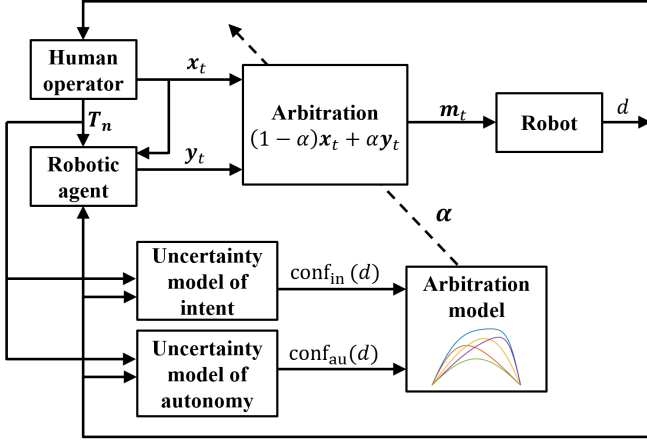 Human
operator
x_t
T_n
Robotic
agent
y_t
Arbitration
(1 − α)x_t + αy_t
m_t
Robot
d
α
Uncertainty
model of
intent
conf_in (d)
Uncertainty
model of
autonomy
conf_au(d)
Arbitration
model